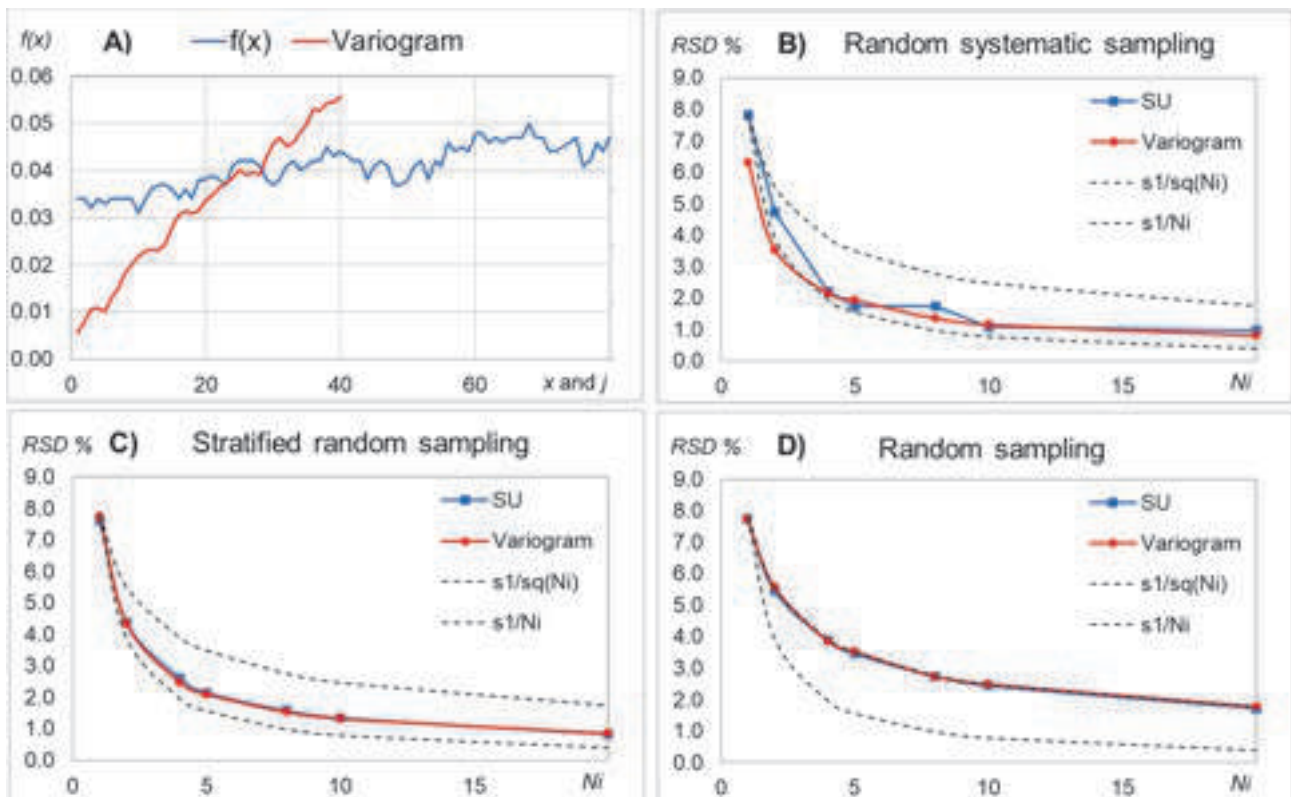 f(x) A) f(x) Variogram
0.06
0.05
0.04
0.03
0.02
0.01
0.00
0 20 40 60 x and j
RSD % B) Random systematic sampling
9.0
8.0
7.0
6.0
5.0
4.0
3.0
2.0
1.0
0.0
SU
Variogram
s1/sq(Ni)
s1/Ni
0 5 10 15 Ni
RSD % C) Stratified random sampling
9.0
8.0
7.0
6.0
5.0
4.0
3.0
2.0
1.0
0.0
SU
Variogram
s1/sq(Ni)
s1/Ni
0 5 10 15 Ni
RSD % D) Random sampling
9.0
8.0
7.0
6.0
5.0
4.0
3.0
2.0
1.0
0.0
SU
Variogram
s1/sq(Ni)
s1/Ni
0 5 10 15 Ni